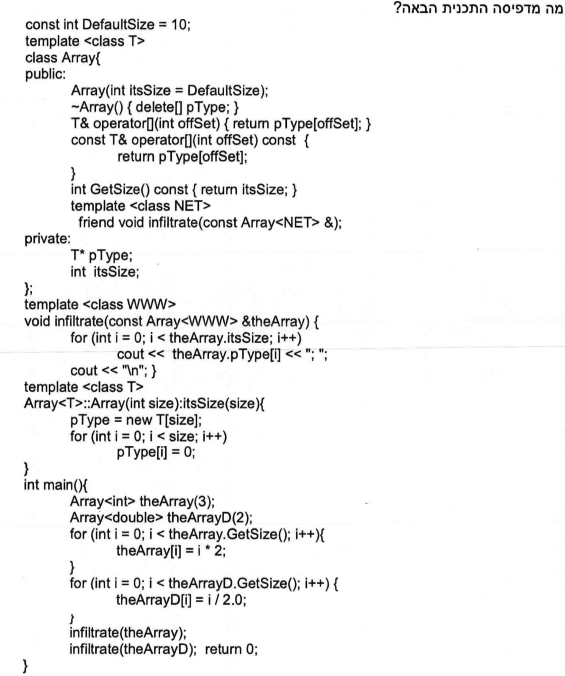 מה מדפיסה התכנית הבאה?
const int DefaultSize = 10;
template <class T>
class Array{
public:
Array(int itsSize = DefaultSize);
~Array() { delete[] pType; }
T& operator[](int offSet) { return pType[offSet]; }
const T& operator[](int offSet) const {
return pType[offSet];
}
int GetSize() const { return itsSize; }
template <class NET>
friend void infiltrate(const Array<NET> &);
private:
T* pType;
int itsSize;
};
template <class WWW>
void infiltrate(const Array<WWW> &theArray) {
for (int i = 0; i < theArray.itsSize; i++)
cout << theArray.pType[i] << "; ";
cout << "\n"; }
template <class T>
Array<T>::Array(int size):itsSize(size){
pType = new T[size];
for (int i = 0; i < size; i++)
pType[i] = 0;
}
int main(){
Array<int> theArray(3);
Array<double> theArrayD(2);
for (int i = 0; i < theArray.GetSize(); i++){
theArray[i] = i * 2;
}
for (int i = 0; i < theArrayD.GetSize(); i++) {
theArrayD[i] = i / 2.0;
}
infiltrate(theArray);
infiltrate(theArrayD); return 0;
}